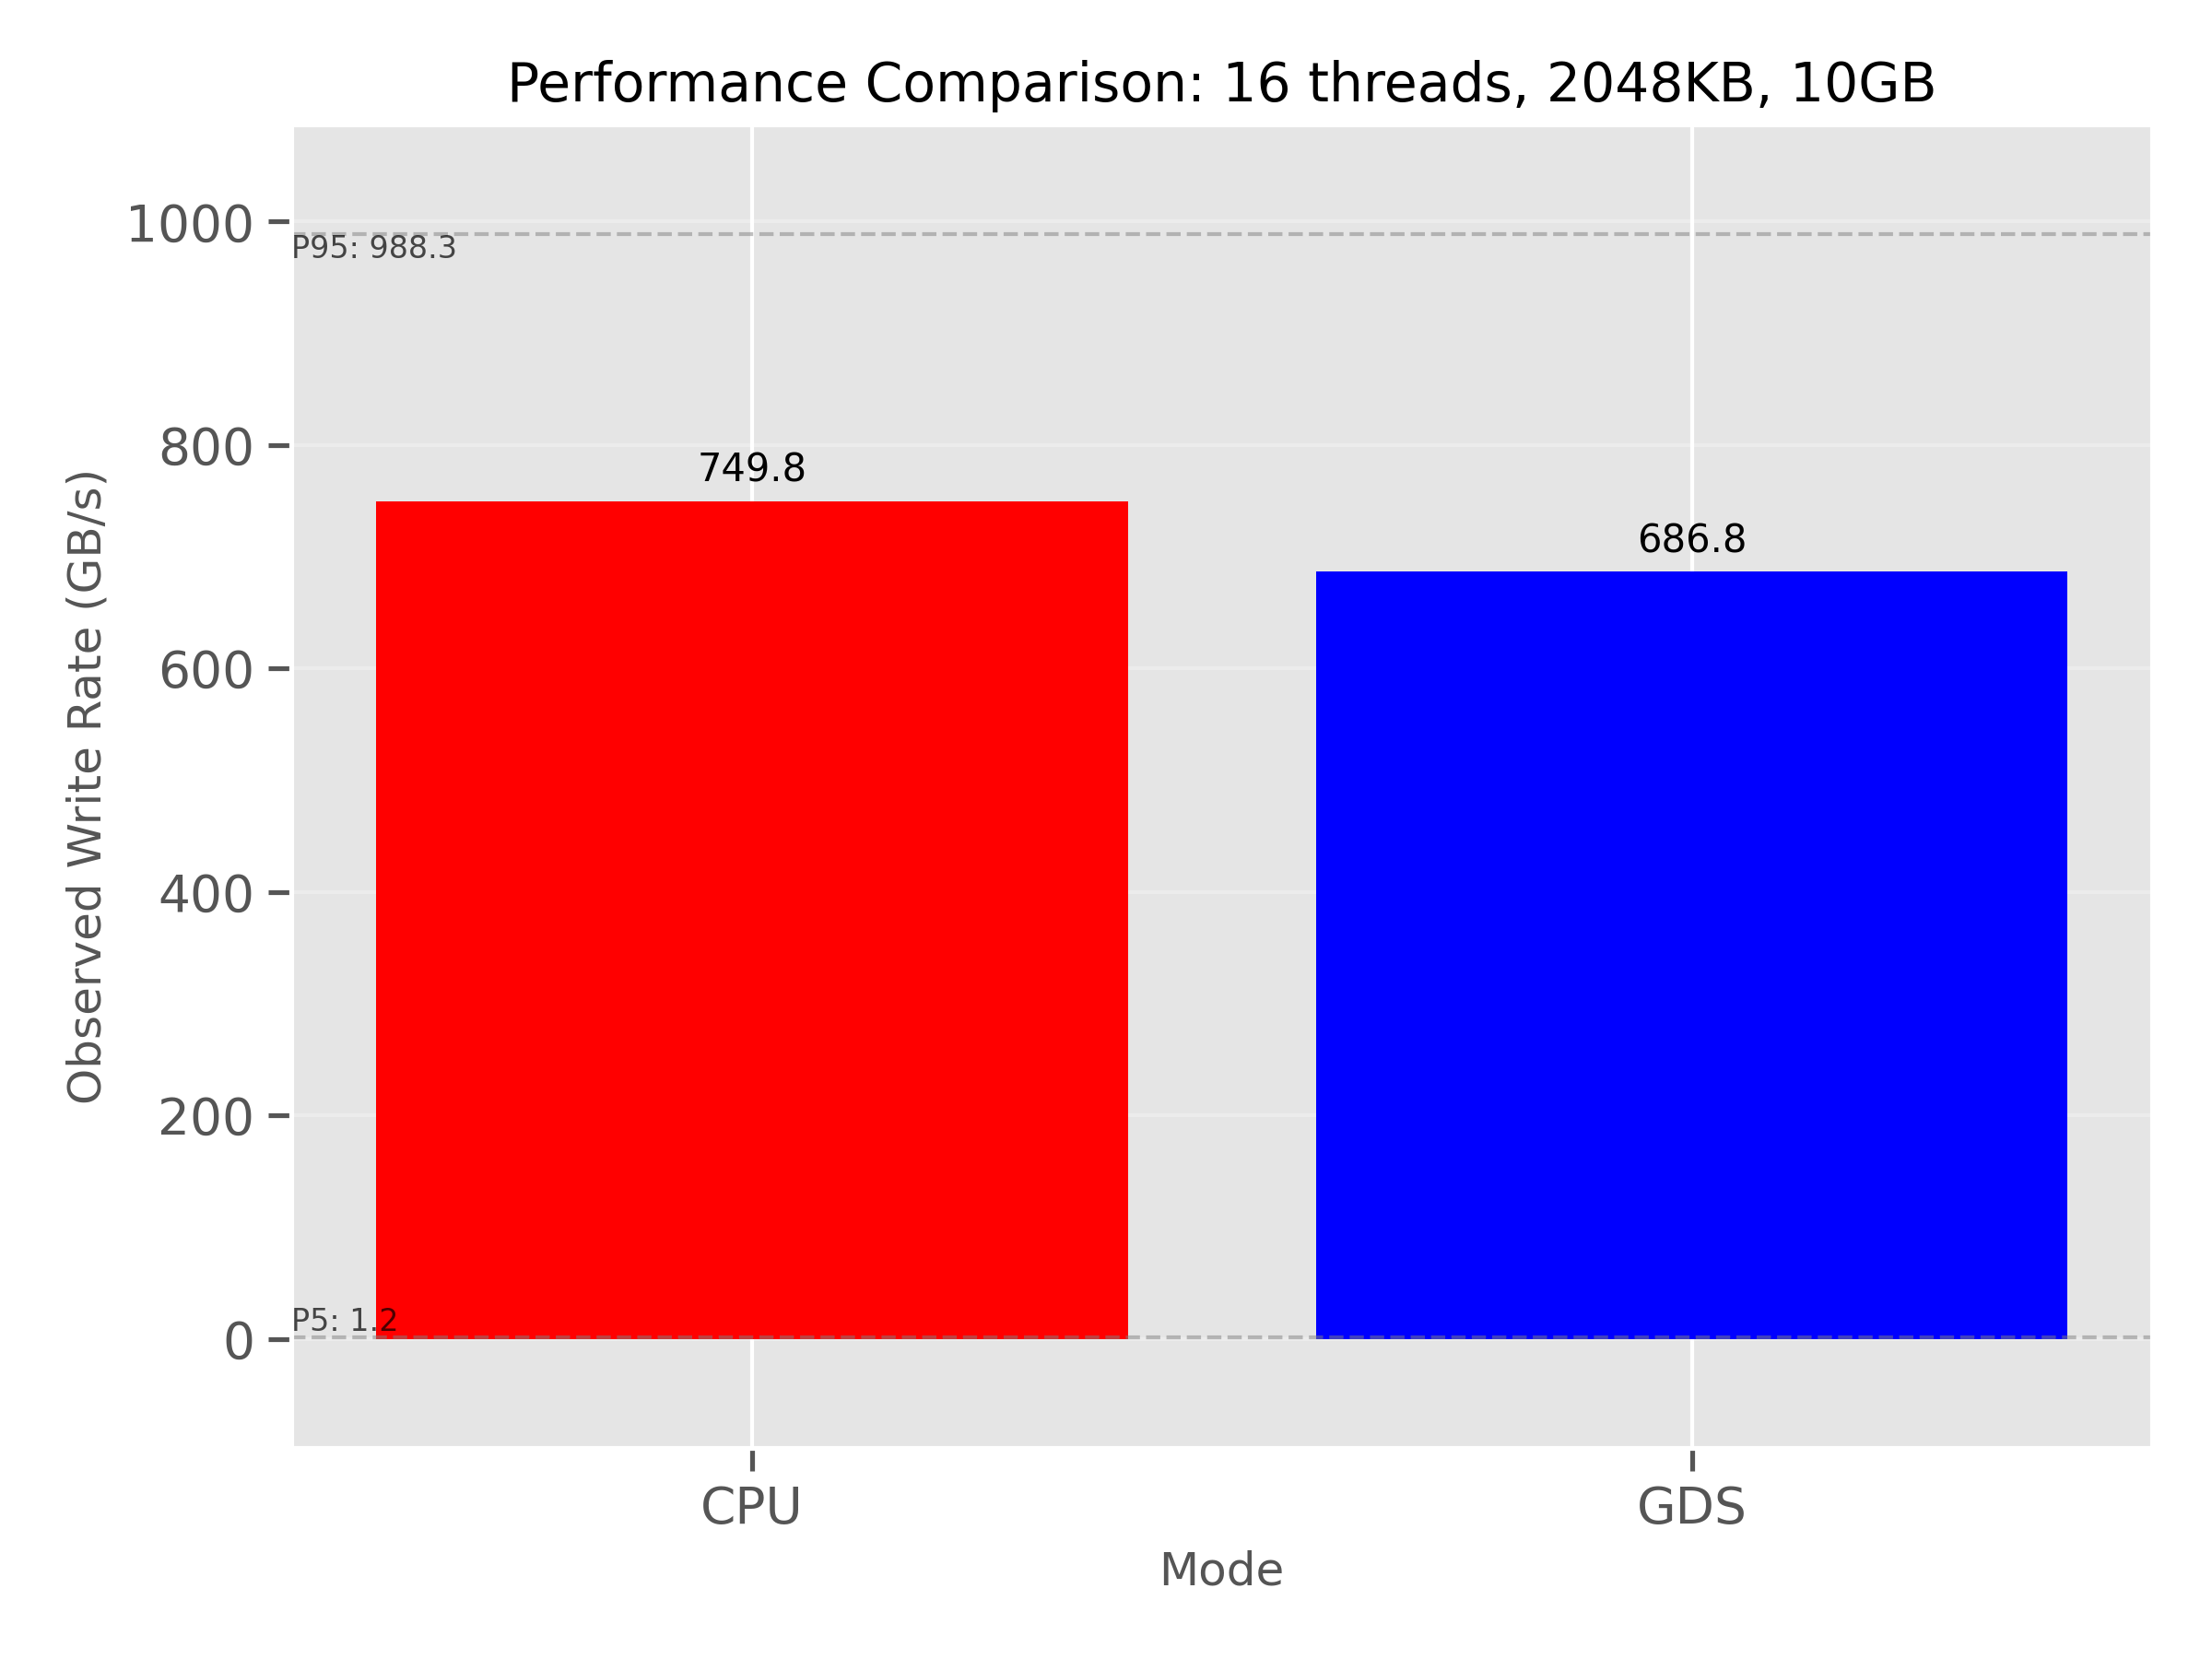 Performance Comparison: 16 threads, 2048KB, 10GB
Observed Write Rate (GB/s)
1000
800
600
400
200
0
P95: 988.3
749.8
686.8
P5: 1.2
CPU
GDS
Mode